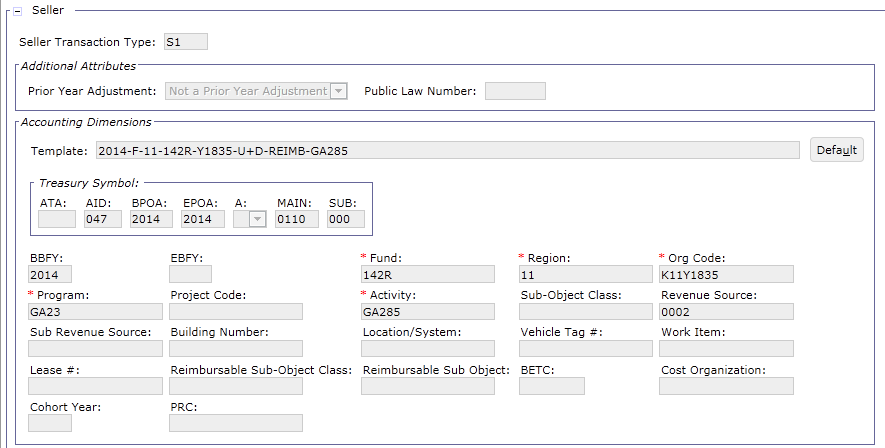 Seller
Seller Transaction Type: S1
Additional Attributes
Prior Year Adjustment: Not a Prior Year Adjustment Public Law Number:
Accounting Dimensions
Template: 2014-F-11-142R-Y1835-U+D-REIMB-GA285 Default
Treasury Symbol:
ATA: AID: BPOA: EPOA: A: MAIN: SUB:
047 2014 2014 0110 000
BBFY: EBFY: * Fund: * Region: * Org Code:
2014 142R 11 K11Y1835
* Program: Project Code: * Activity: Sub-Object Class: Revenue Source:
GA23 GA285 0002
Sub Revenue Source: Building Number: Location/System: Vehicle Tag #: Work Item:
Lease #: Reimbursable Sub-Object Class: Reimbursable Sub Object: BETC: Cost Organization:
Cohort Year: PRC: